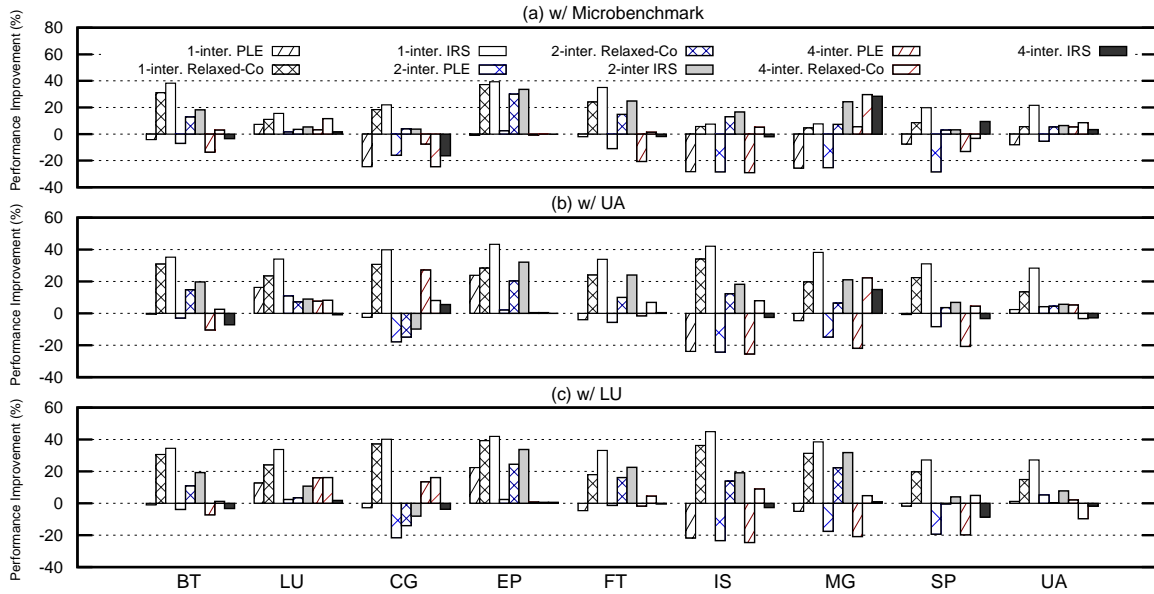 (a) w/ Microbenchmark
Performance Improvement (%)
80
60
40
20
0
-20
-40
1-inter. PLE
1-inter. Relaxed-Co
1-inter. IRS
2-inter. PLE
2-inter. Relaxed-Co
2-inter IRS
4-inter. PLE
4-inter. Relaxed-Co
4-inter. IRS
(b) w/ UA
Performance Improvement (%)
60
40
20
0
-20
-40
(c) w/ LU
Performance Improvement (%)
60
40
20
0
-20
-40
BT LU CG EP FT IS MG SP UA